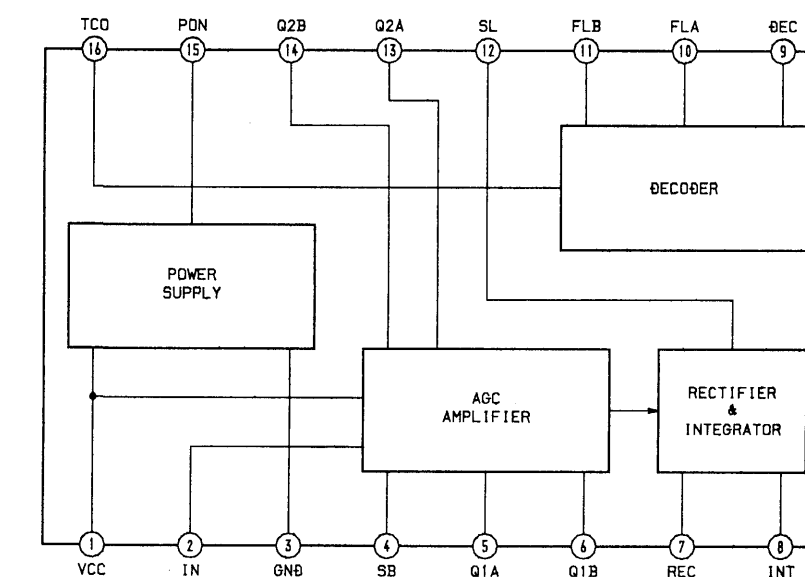 TCO PON Q2B Q2A SL FLB FLA DEC
16 15 14 13 12 11 10 9
DECODER
POWER
SUPPLY
AGC
AMPLIFIER
RECTIFIER
&
INTEGRATOR
1 2 3 4 5 6 7 8
VCC IN GND SB Q1A Q1B REC INT